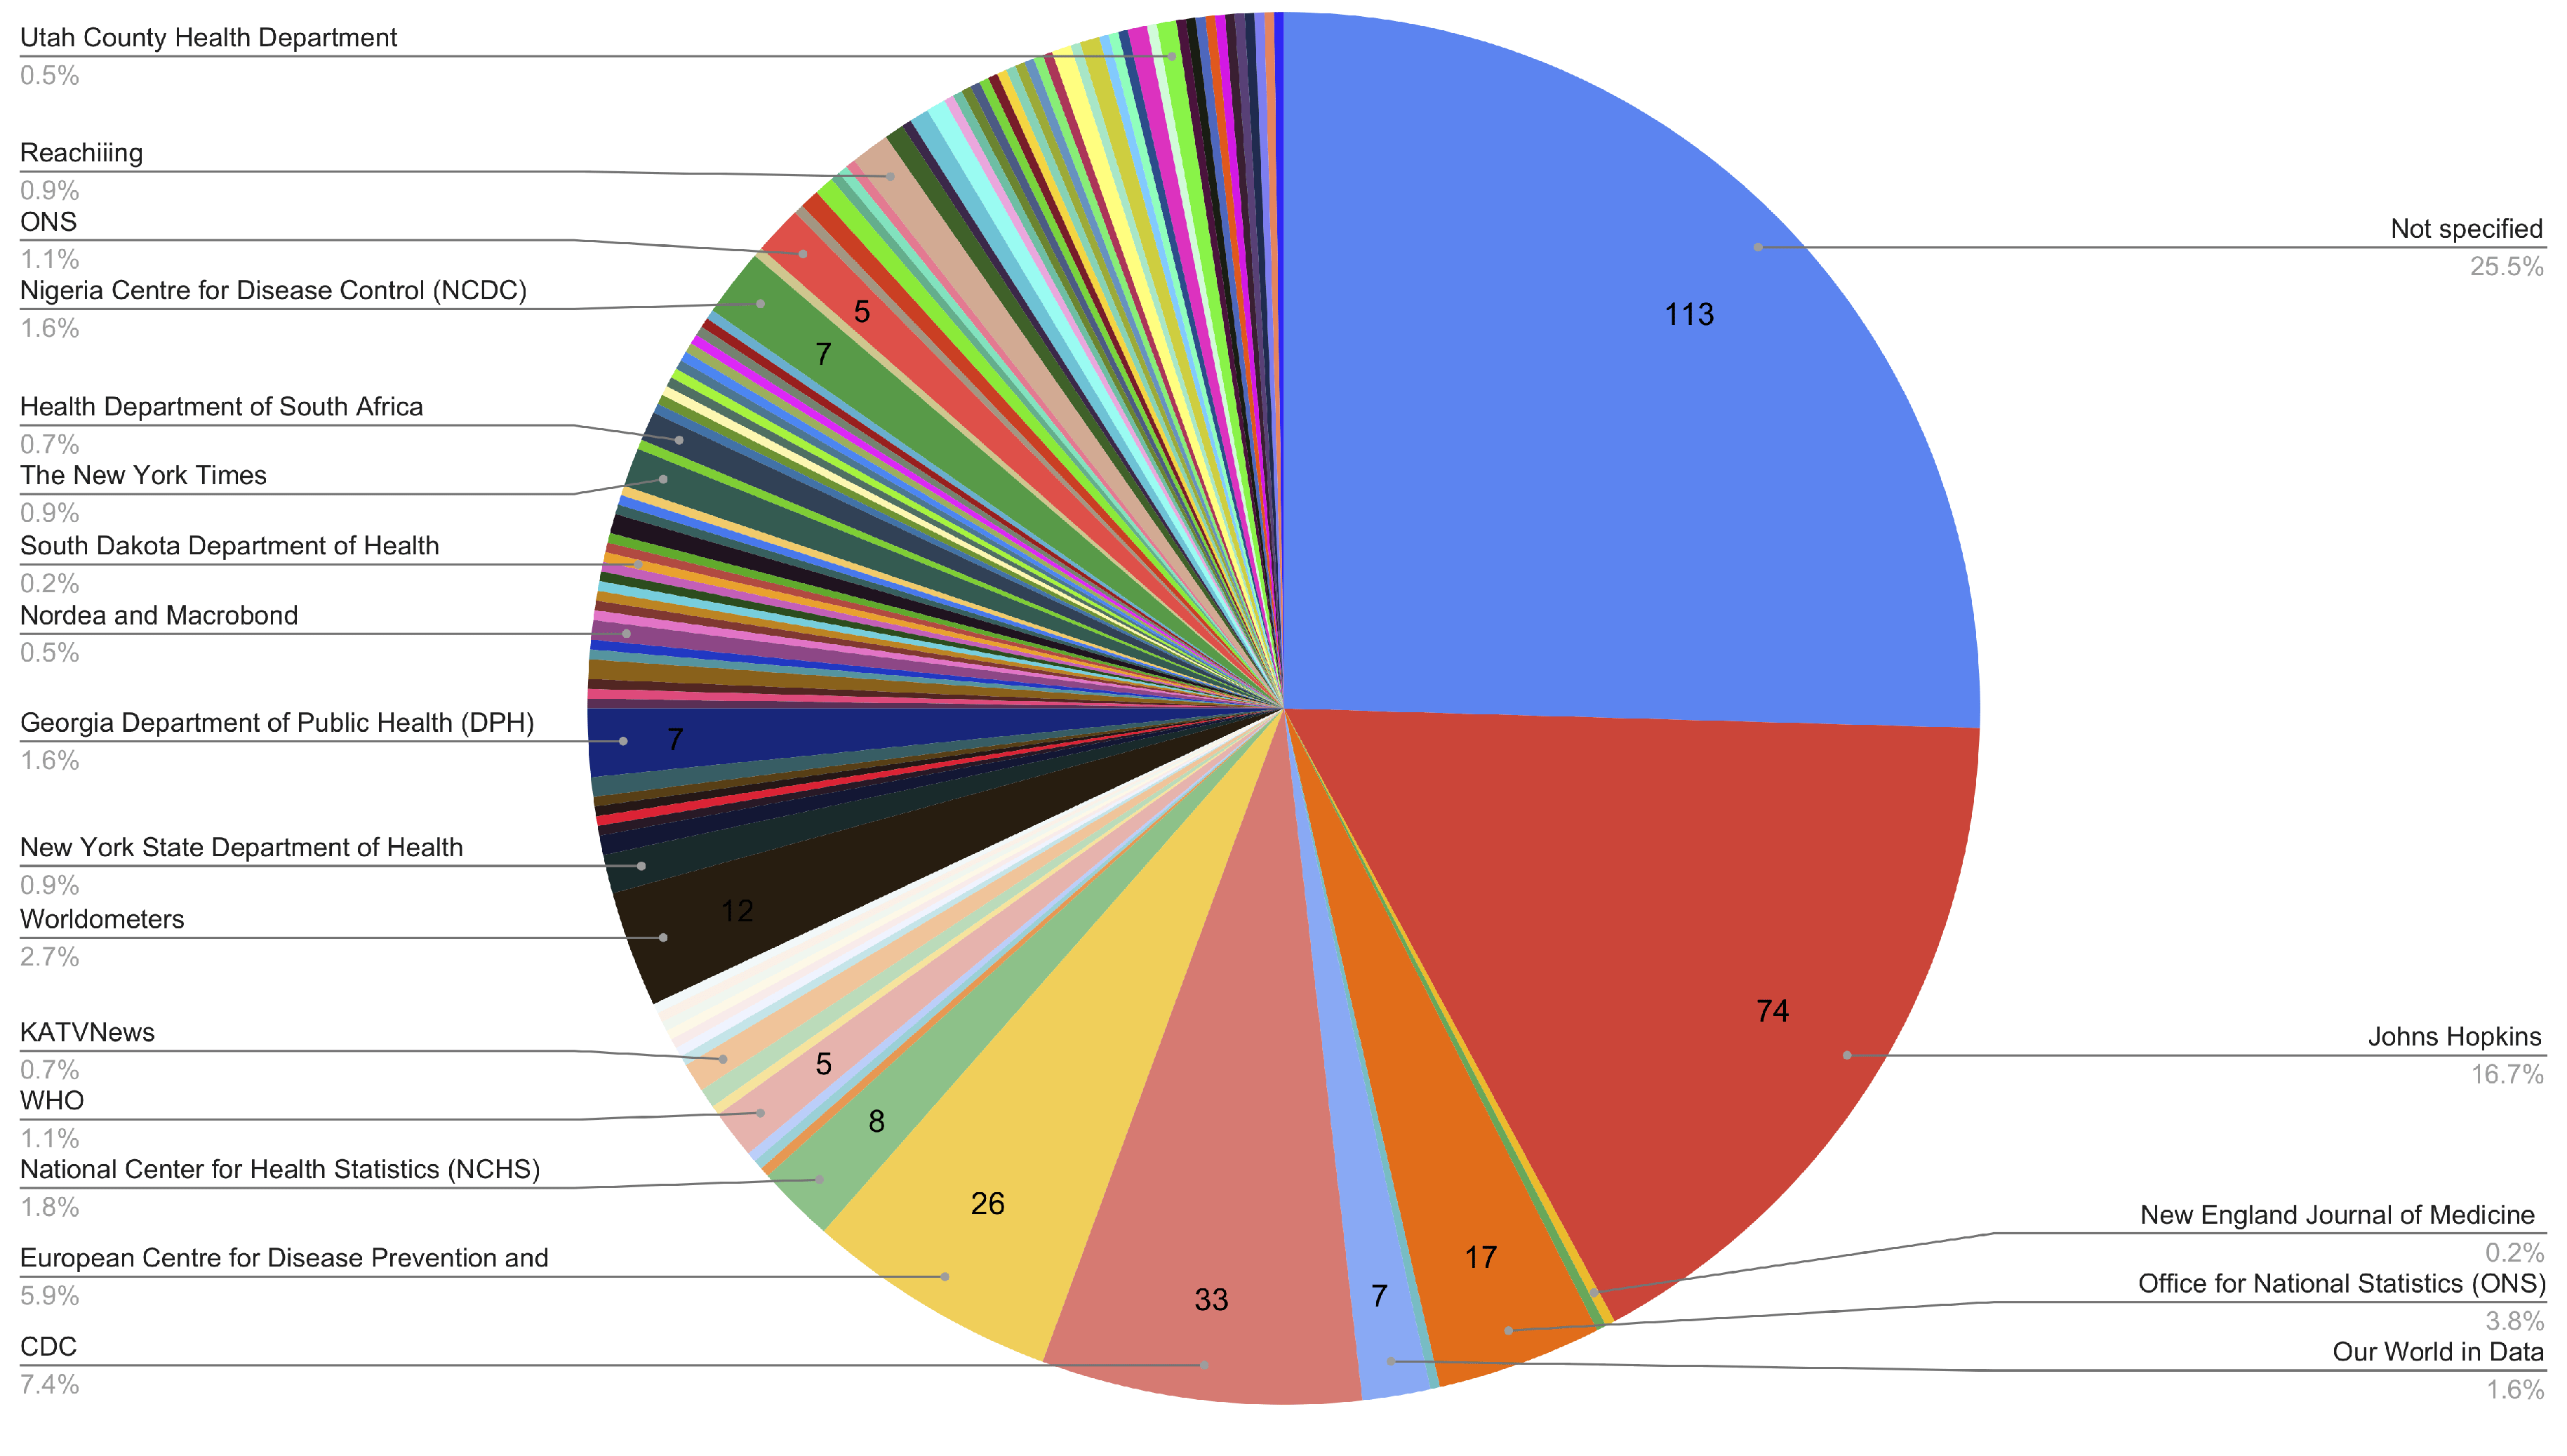 Utah County Health Department
0.5%
Reachiiing
0.9%
ONS
1.1%
Nigeria Centre for Disease Control (NCDC)
1.6%
Health Department of South Africa
0.7%
The New York Times
0.9%
South Dakota Department of Health
0.2%
Nordea and Macrobond
0.5%
Georgia Department of Public Health (DPH)
1.6%
New York State Department of Health
0.9%
Worldometers
2.7%
KATVNews
0.7%
WHO
1.1%
National Center for Health Statistics (NCHS)
1.8%
European Centre for Disease Prevention and
5.9%
CDC
7.4%
113
5
7
7
74
12
5
8
26
17
33
7
Not specified
25.5%
Johns Hopkins
16.7%
New England Journal of Medicine
0.2%
Office for National Statistics (ONS)
3.8%
Our World in Data
1.6%